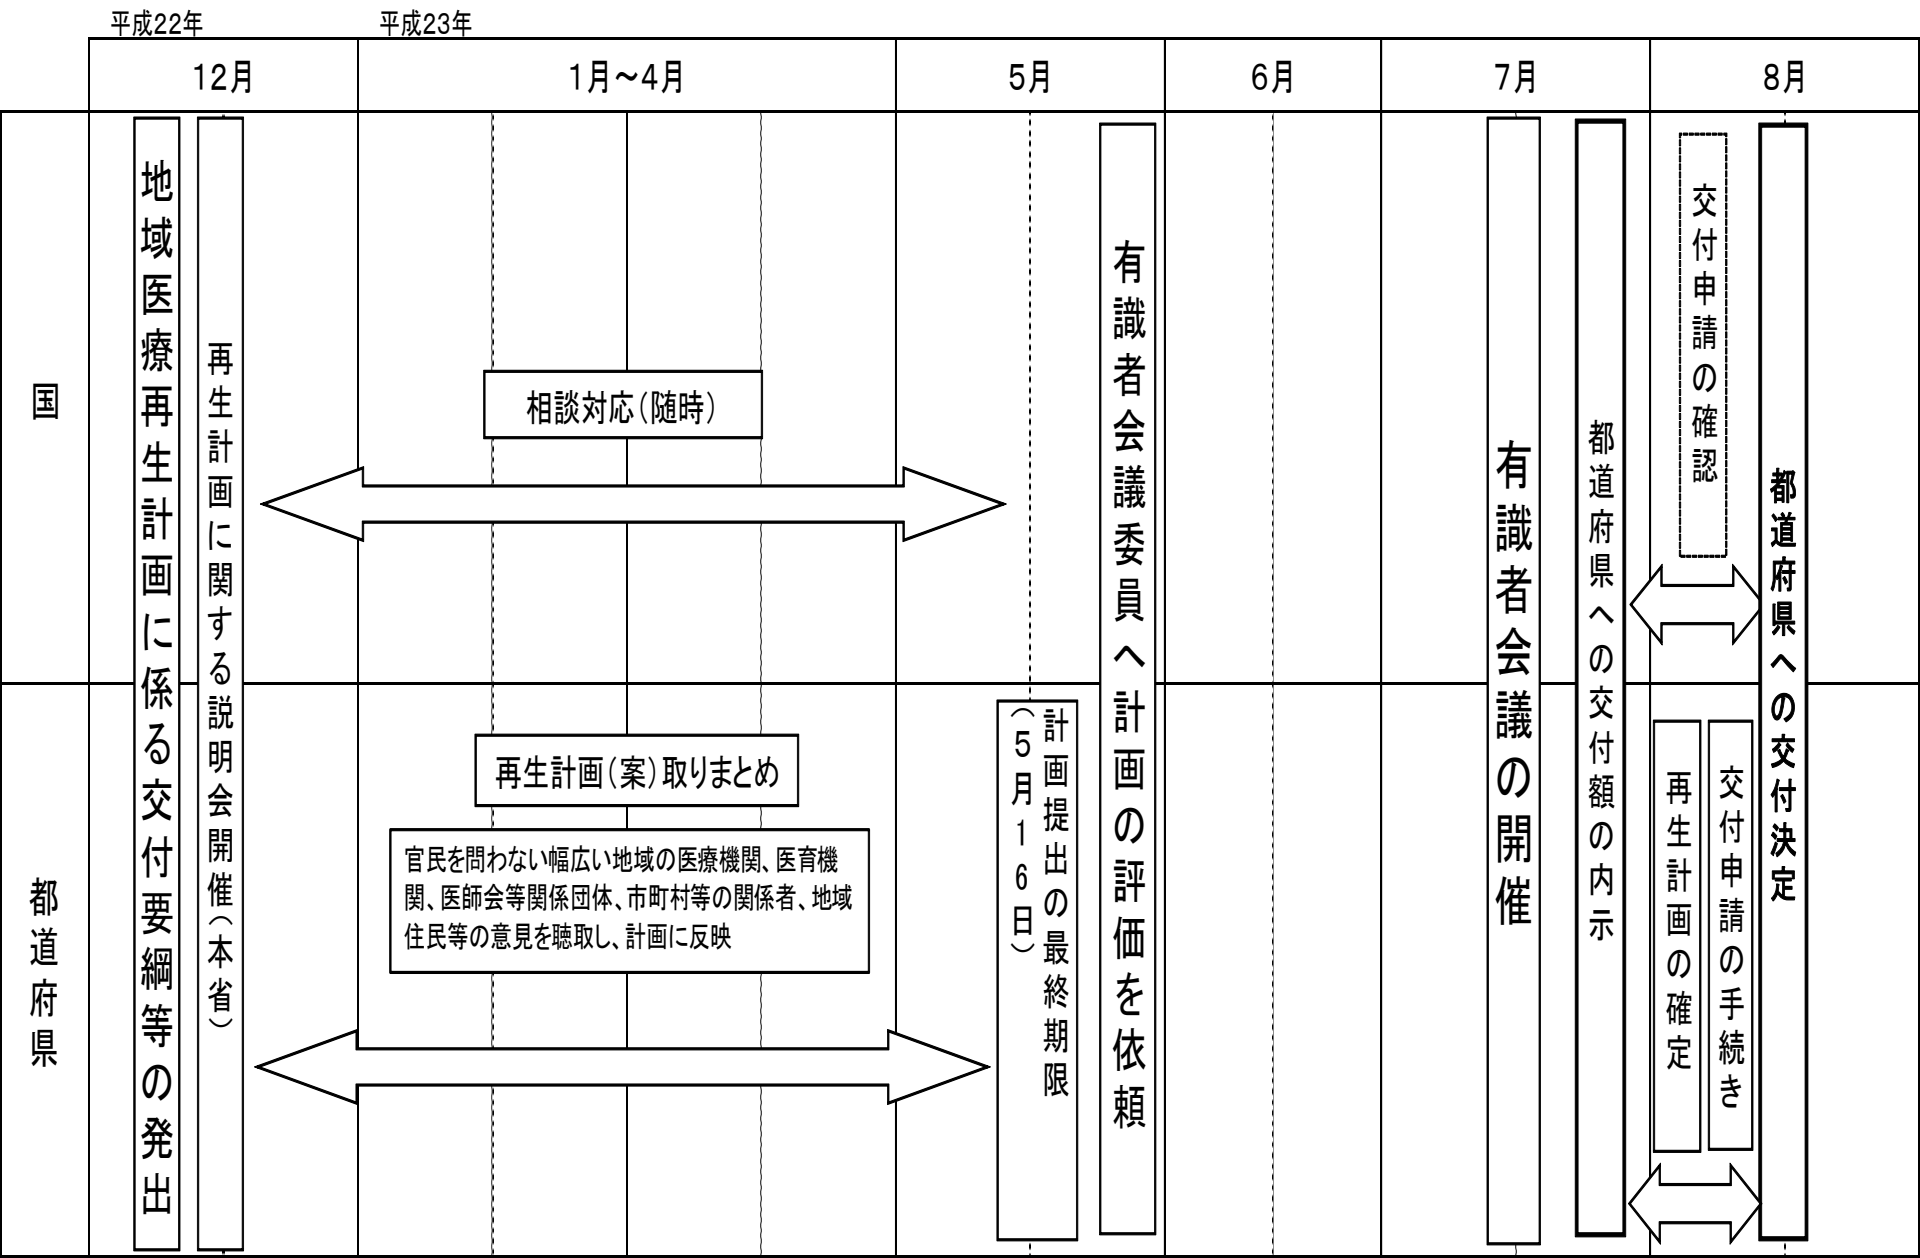 平成22年
平成23年
12月
1月～4月
5月
6月
7月
8月
国
都道府県
地域医療再生計画に係る交付要綱等の発出
再生計画に関する説明会開催（本省）
相談対応（随時）
再生計画（案）取りまとめ
官民を問わない幅広い地域の医療機関、医育機
関、医師会等関係団体、市町村等の関係者、地域
住民等の意見を聴取し、計画に反映
計画提出の最終期限
（５月１６日）
有識者会議委員へ計画の評価を依頼
有識者会議の開催
都道府県への交付額の内示
交付申請の確認
再生計画の確定
交付申請の手続き
都道府県への交付決定